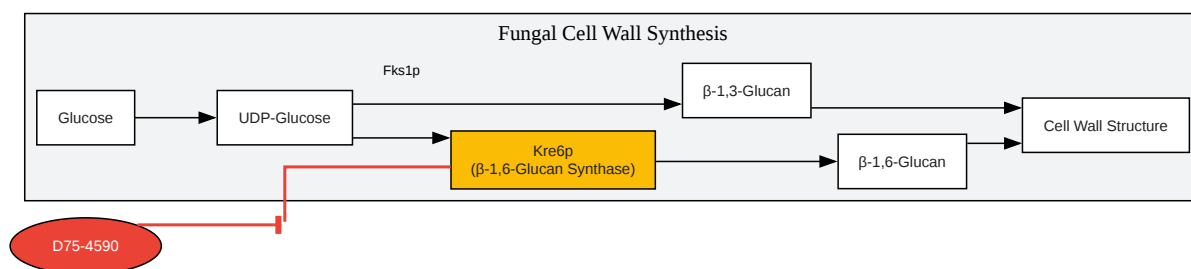 Fungal Cell Wall Synthesis
Fks1p
Glucose
UDP-Glucose
β-1,3-Glucan
Cell Wall Structure
Kre6p
(β-1,6-Glucan Synthase)
β-1,6-Glucan
D75-4590